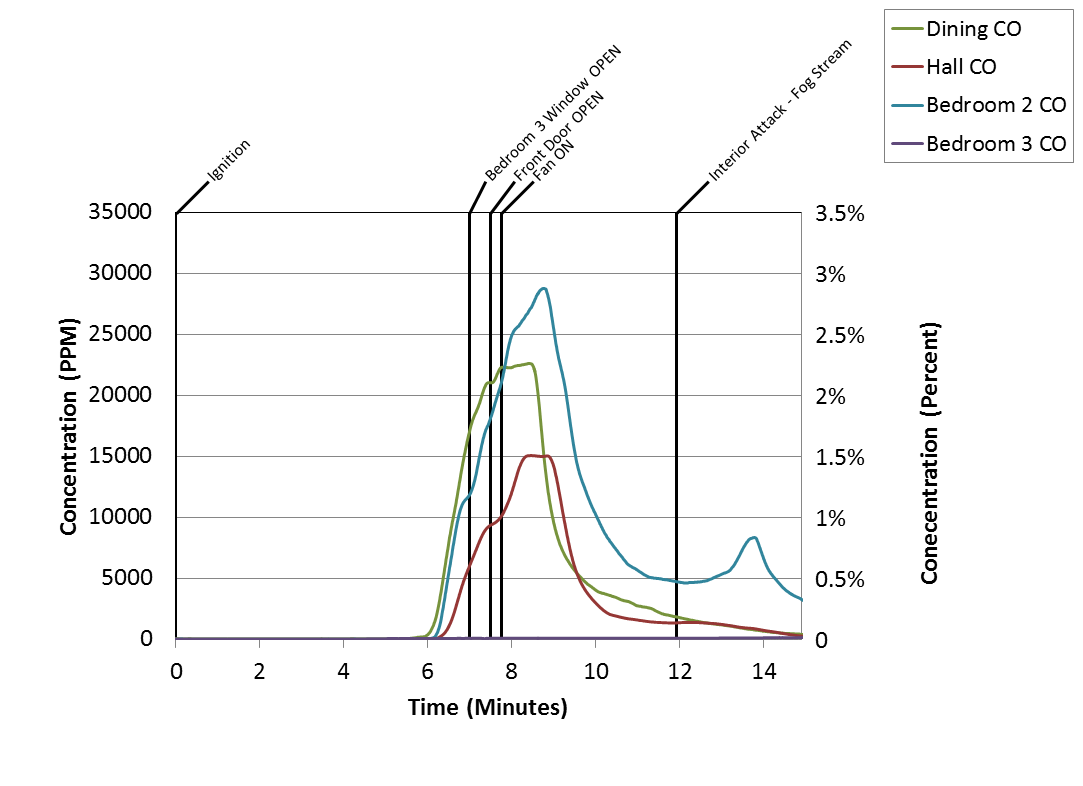 Dining CO
Hall CO
Bedroom 2 CO
Bedroom 3 CO
Ignition
Bedroom 3 Window OPEN
Front Door OPEN
Fan ON
Interior Attack - Fog Stream
35000
30000
25000
20000
15000
10000
5000
0
Concentration (PPM)
3.5%
3%
2.5%
2%
1.5%
1%
0.5%
0
Conecentration (Percent)
0 2 4 6 8 10 12 14
Time (Minutes)